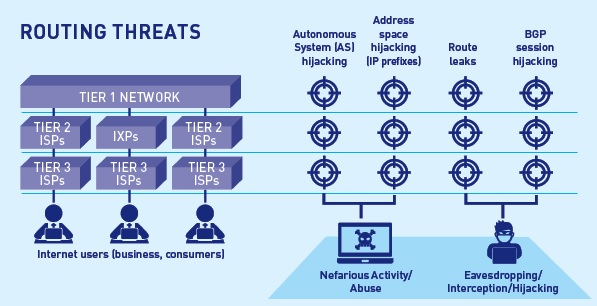 ROUTING THREATS
Autonomous
System (AS)
hijacking
Address
space
hijacking
(IP prefixes)
Route
leaks
BGP
session
hijacking
TIER 1 NETWORK
TIER 2
ISPs
IXPs
TIER 2
ISPs
TIER 3
ISPs
TIER 3
ISPs
TIER 3
ISPs
Internet users (business, consumers)
Nefarious Activity/
Abuse
Eavesdropping/
Interception/Hijacking